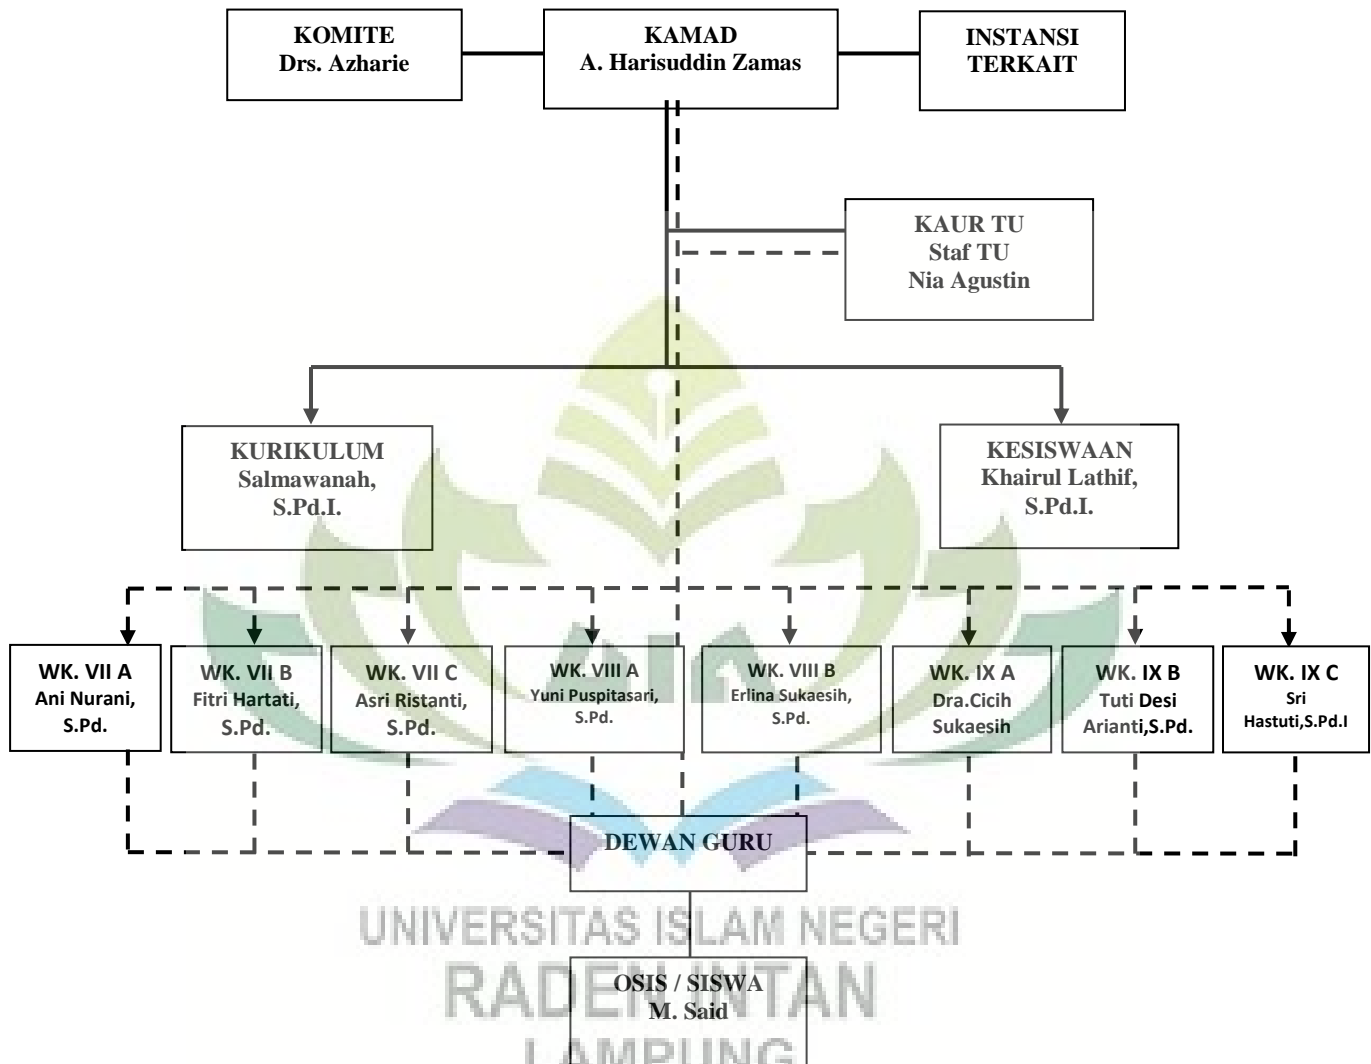 KOMITE
Drs. Azharie
KAMAD
A. Harisuddin Zamas
INSTANSI
TERKAIT
KAUR TU
Staf TU
Nia Agustin
KURIKULUM
Salmawanah,
S.Pd.I.
KESISWAAN
Khairul Lathif,
S.Pd.I.
WK. VII A
Ani Nurani,
S.Pd.
WK. VII B
Fitri Hartati,
S.Pd.
WK. VII C
Asri Ristanti,
S.Pd.
WK. VIII A
Yuni Puspitasari,
S.Pd.
WK. VIII B
Erlina Sukaesih,
S.Pd.
WK. IX A
Dra.Cicih
Sukaesih
WK. IX B
Tuti Desi
Arianti,S.Pd.
WK. IX C
Sri
Hastuti,S.Pd.I
DEWAN GURU
UNIVERSITAS ISLAM NEGERI
RADEN INTAN
LAMPUNG
OSIS / SISWA
M. Said